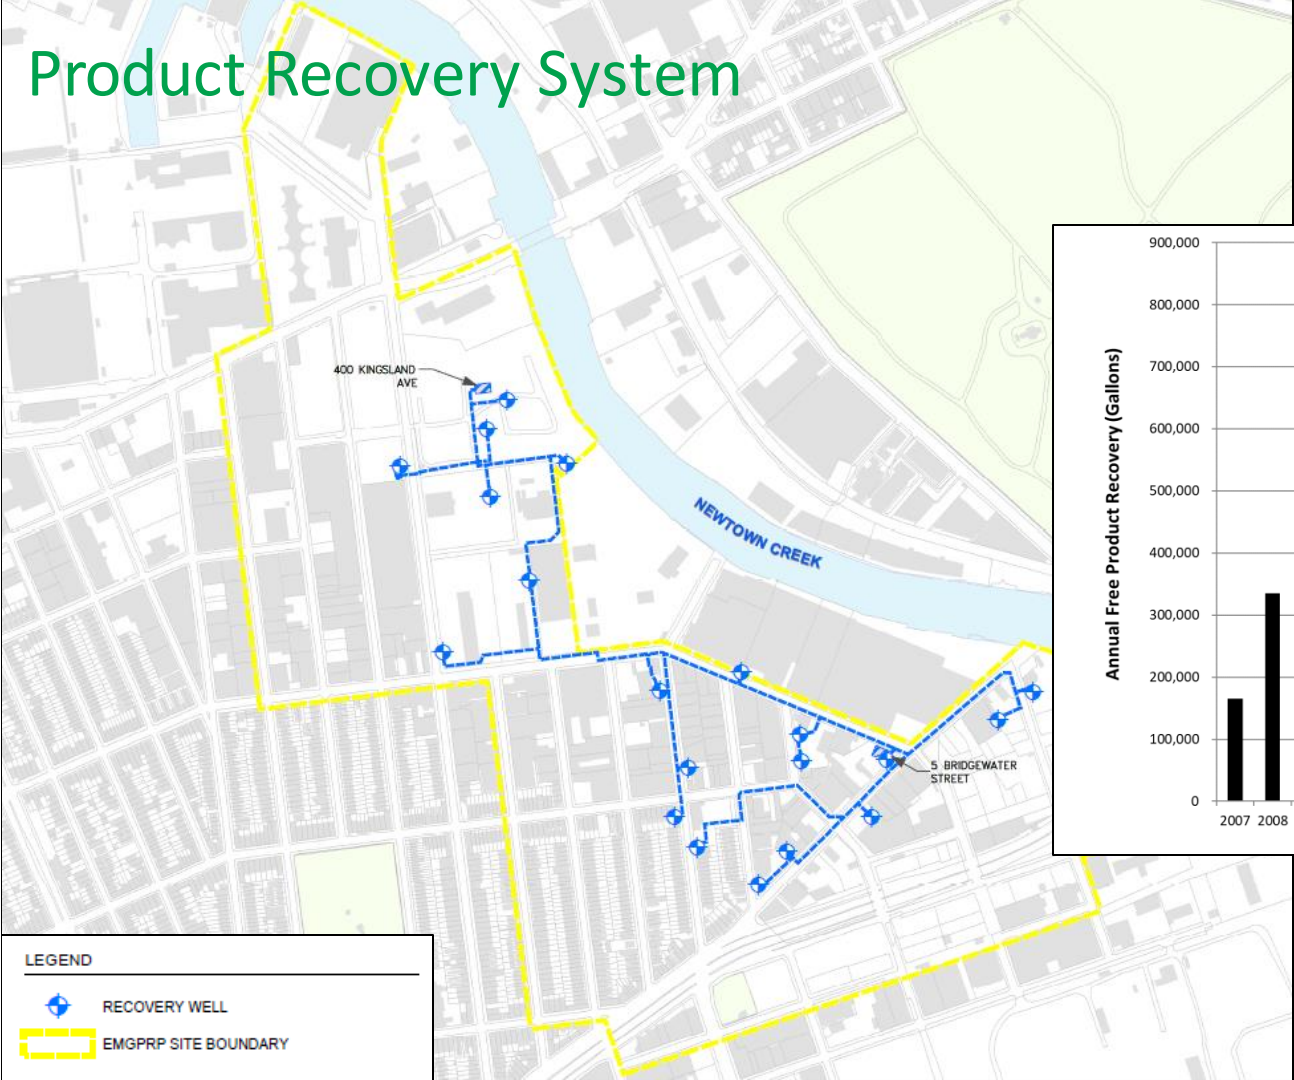 Product Recovery System
400 KINGSLAND
AVE
NEWTOWN CREEK
5 BRIDGEWATER
STREET
Annual Free Product Recovery (Gallons)
900,000
800,000
700,000
600,000
500,000
400,000
300,000
200,000
100,000
0
2007 2008
LEGEND
RECOVERY WELL
EMGPRP SITE BOUNDARY